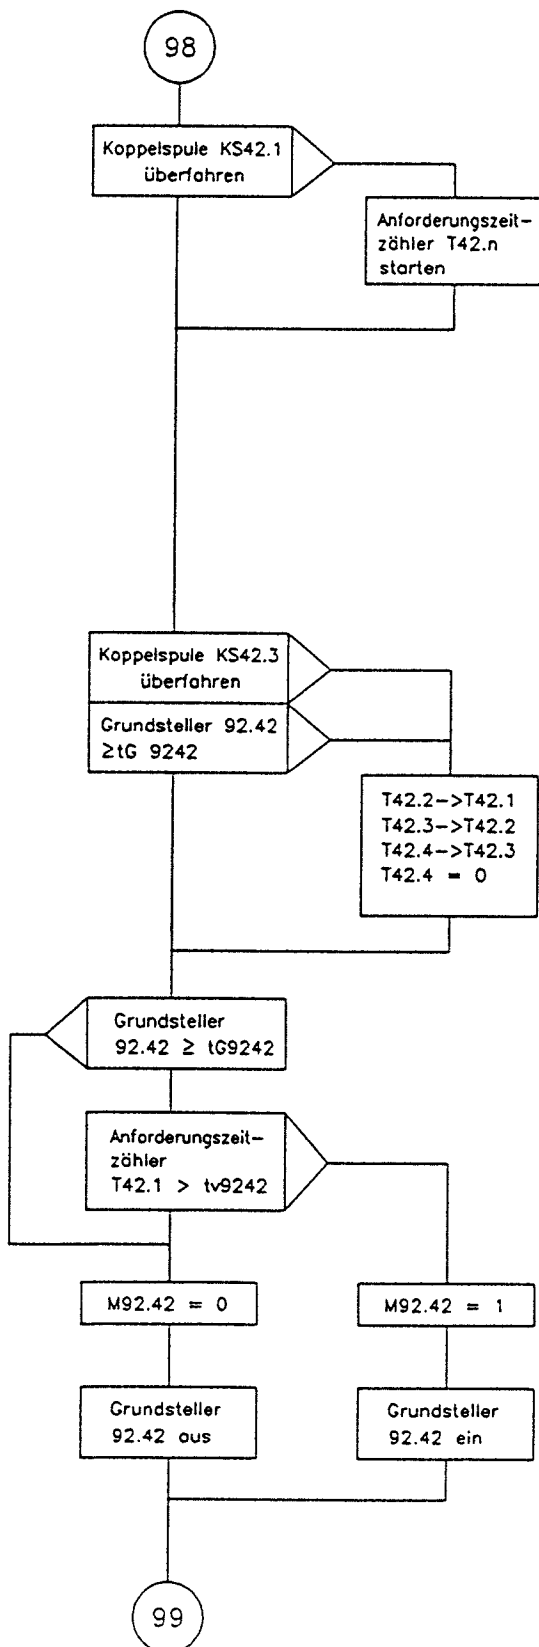 98
Koppelspule KS42.1
überfahren
Anforderungszeit-
zähler T42.n
starten
Koppelspule KS42.3
überfahren
Grundsteller 92.42
≥tG 9242
T42.2->T42.1
T42.3->T42.2
T42.4->T42.3
T42.4 = 0
Grundsteller
92.42 ≥ tG9242
Anforderungszeit-
zähler
T42.1 > tv9242
M92.42 = 0
M92.42 = 1
Grundsteller
92.42 aus
Grundsteller
92.42 ein
99